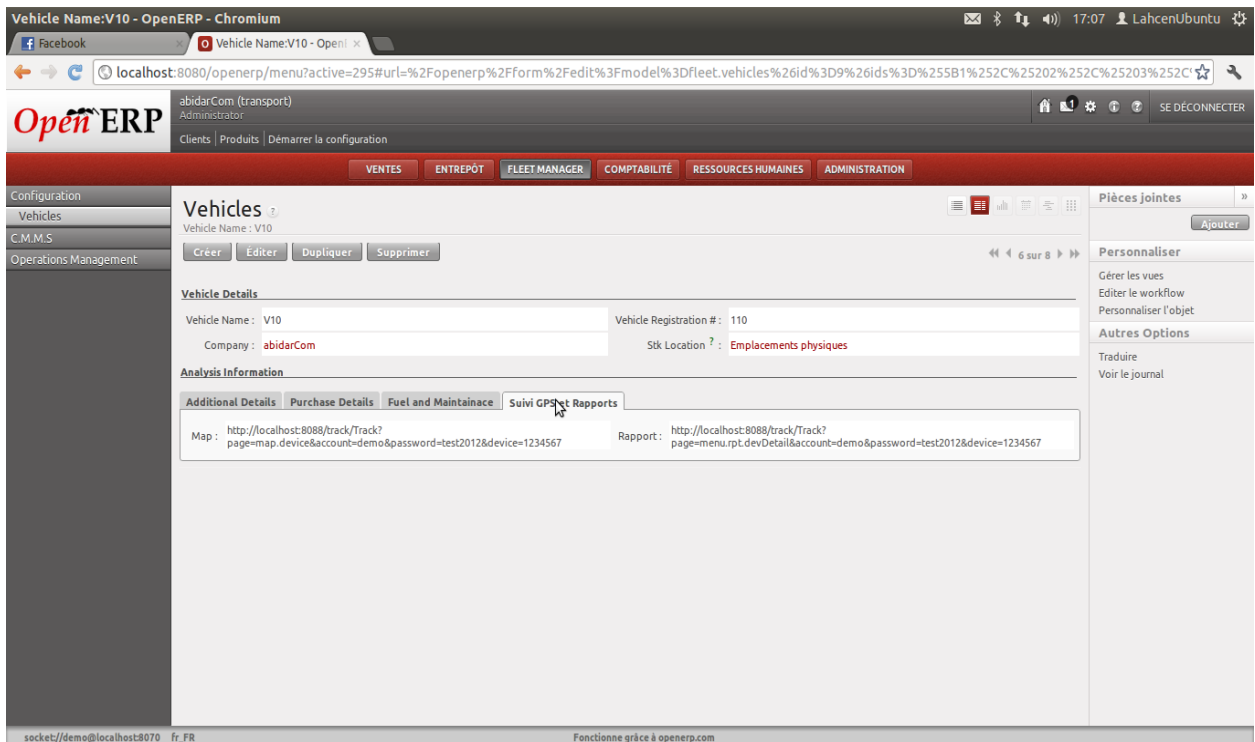 Vehicle Name:V10 - OpenERP - Chromium
17:07 LahcenUbuntu
Facebook
Vehicle Name:V10 - Open
localhost:8080/openerp/menu?active=295#url=%2Fopenerp%2Fform%2Fedit%3Fmodel%3Dfleet.vehicles%26id%3D9%26ids%3D%255B1%252C%25202%252C%25203%252C
Open ERP
abidarCom (transport)
Administrator
1
SE DÉCONNECTER
Clients | Produits | Démarrer la configuration
VENTES
ENTREPÔT
FLEET MANAGER
COMPTABILITÉ
RESSOURCES HUMAINES
ADMINISTRATION
Configuration
Vehicles
C.M.M.S
Operations Management
Vehicles ?
Vehicle Name : V10
Créer
Éditer
Dupliquer
Supprimer
6 sur 8
Vehicle Details
Vehicle Name : V10
Vehicle Registration # : 110
Company : abidarCom
Stk Location ? : Emplacements physiques
Analysis Information
Additional Details
Purchase Details
Fuel and Maintainace
Suivi GPS et Rapports
Map : http://localhost:8088/track/Track?
page=map.device&account=demo&password=test2012&device=1234567
Rapport : http://localhost:8088/track/Track?
page=menu.rpt.devDetail&account=demo&password=test2012&device=1234567
Pièces jointes »
Ajouter
Personnaliser
Gérer les vues
Editer le workflow
Personnaliser l'objet
Autres Options
Traduire
Voir le journal
socket://demo@localhost:8070 fr_FR
Fonctionne grâce à openerp.com